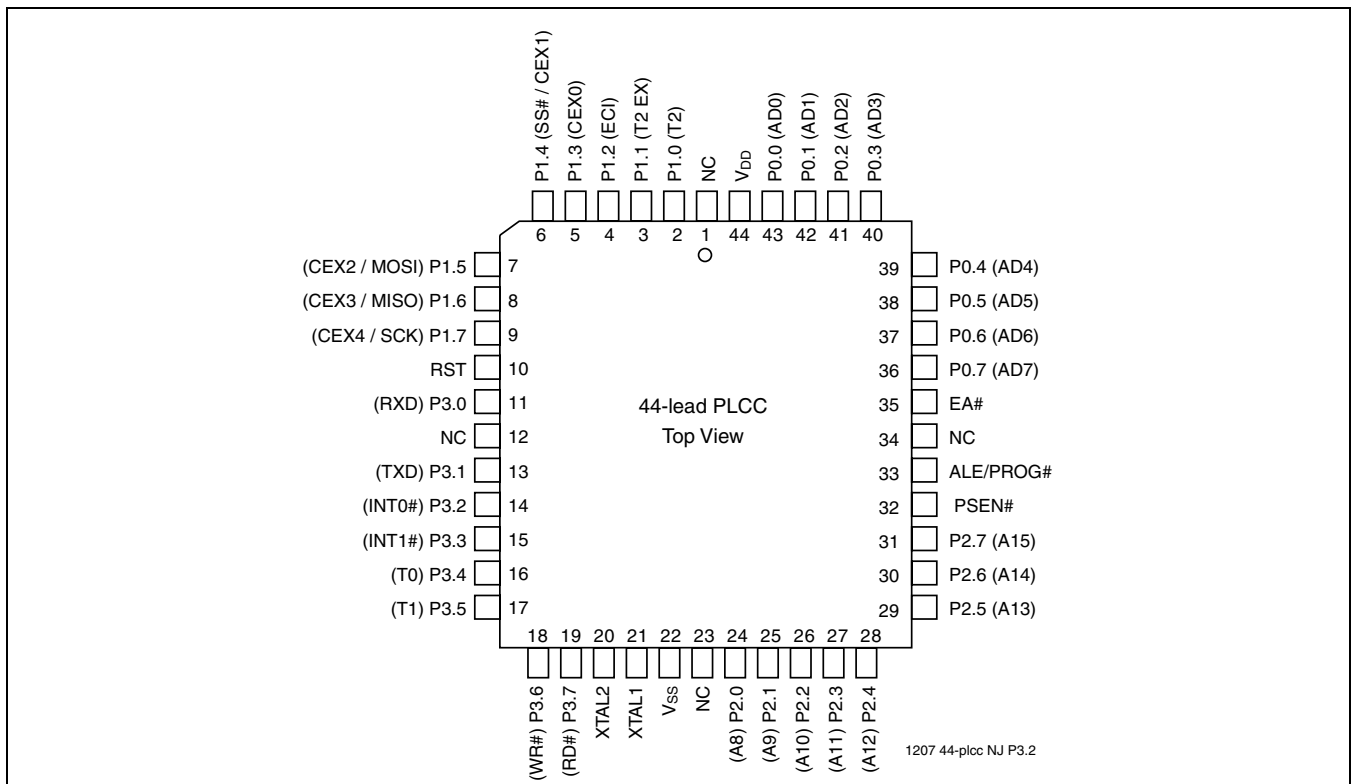 P1.4 (SS# / CEX1)
P1.3 (CEX0)
P1.2 (ECI)
P1.1 (T2 EX)
P1.0 (T2)
NC
VDD
P0.0 (AD0)
P0.1 (AD1)
P0.2 (AD2)
P0.3 (AD3)
6 5 4 3 2 1 44 43 42 41 40
(CEX2 / MOSI) P1.5 7
39 P0.4 (AD4)
(CEX3 / MISO) P1.6 8
38 P0.5 (AD5)
(CEX4 / SCK) P1.7 9
37 P0.6 (AD6)
RST 10
36 P0.7 (AD7)
(RXD) P3.0 11
44-lead PLCC
35 EA#
NC 12
Top View
34 NC
(TXD) P3.1 13
33 ALE/PROG#
(INT0#) P3.2 14
32 PSEN#
(INT1#) P3.3 15
31 P2.7 (A15)
(T0) P3.4 16
30 P2.6 (A14)
(T1) P3.5 17
29 P2.5 (A13)
18 19 20 21 22 23 24 25 26 27 28
(WR#) P3.6
(RD#) P3.7
XTAL2
XTAL1
VSS
NC
(A8) P2.0
(A9) P2.1
(A10) P2.2
(A11) P2.3
(A12) P2.4
1207 44-plcc NJ P3.2